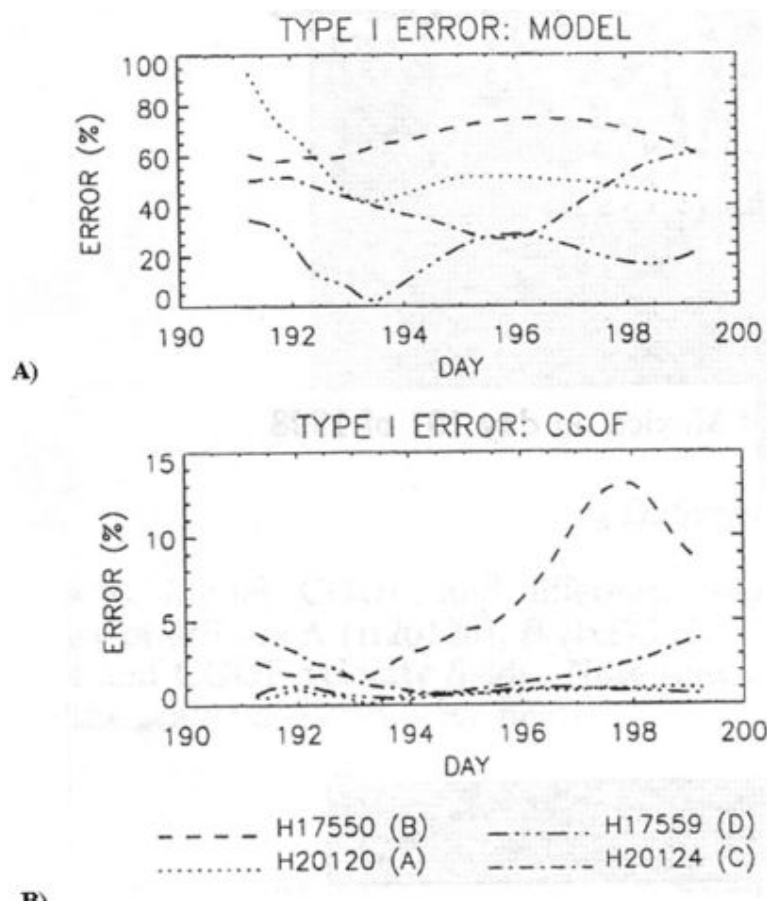 TYPE I ERROR: MODEL
100
80
60
40
20
0
ERROR (%)
190 192 194 196 198 200
DAY
A)
TYPE I ERROR: CGOF
15
10
5
0
ERROR (%)
190 192 194 196 198 200
DAY
H17550 (B) H17559 (D)
H20120 (A) H20124 (C)
B)